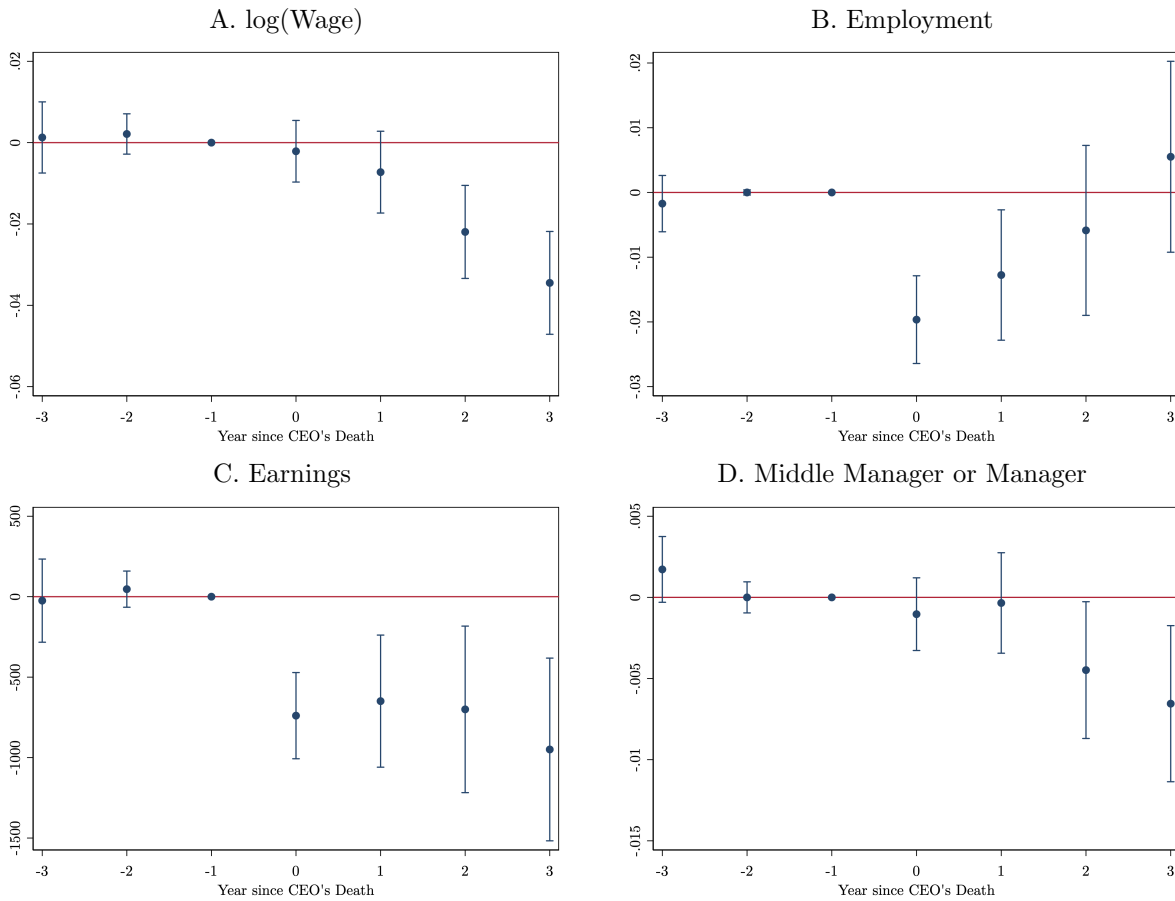 A. log(Wage)
.02
0
-.02
-.04
-.06
-3 -2 -1 0 1 2 3
Year since CEO's Death
B. Employment
.02
.01
0
-.01
-.02
-.03
-3 -2 -1 0 1 2 3
Year since CEO's Death
C. Earnings
500
0
-500
-1000
-1500
-3 -2 -1 0 1 2 3
Year since CEO's Death
D. Middle Manager or Manager
.005
0
-.005
-.01
-.015
-3 -2 -1 0 1 2 3
Year since CEO's Death